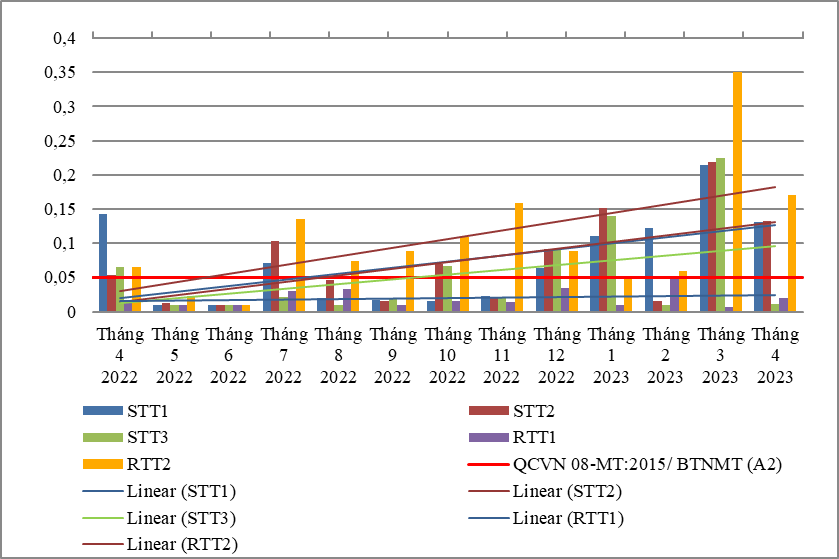 0,4
0,35
0,3
0,25
0,2
0,15
0,1
0,05
0
Tháng Tháng Tháng Tháng Tháng Tháng Tháng Tháng Tháng Tháng Tháng Tháng Tháng
4 5 6 7 8 9 10 11 12 1 2 3 4
2022 2022 2022 2022 2022 2022 2022 2022 2022 2023 2023 2023 2023
STT1 STT2
STT3 RTT1
RTT2 QCVN 08-MT:2015/ BTNMT (A2)
Linear (STT1) Linear (STT2)
Linear (STT3) Linear (RTT1)
Linear (RTT2)